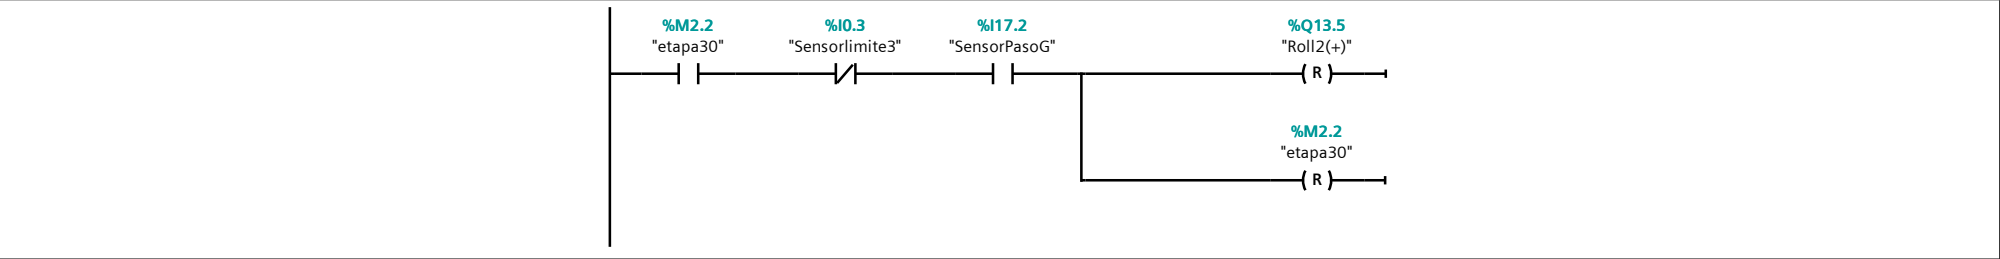 %M2.2 %I0.3 %I17.2 %Q13.5
"etapa30" "Sensorlimite3" "SensorPasoG" "Roll2(+)"
R
%M2.2
"etapa30"
R